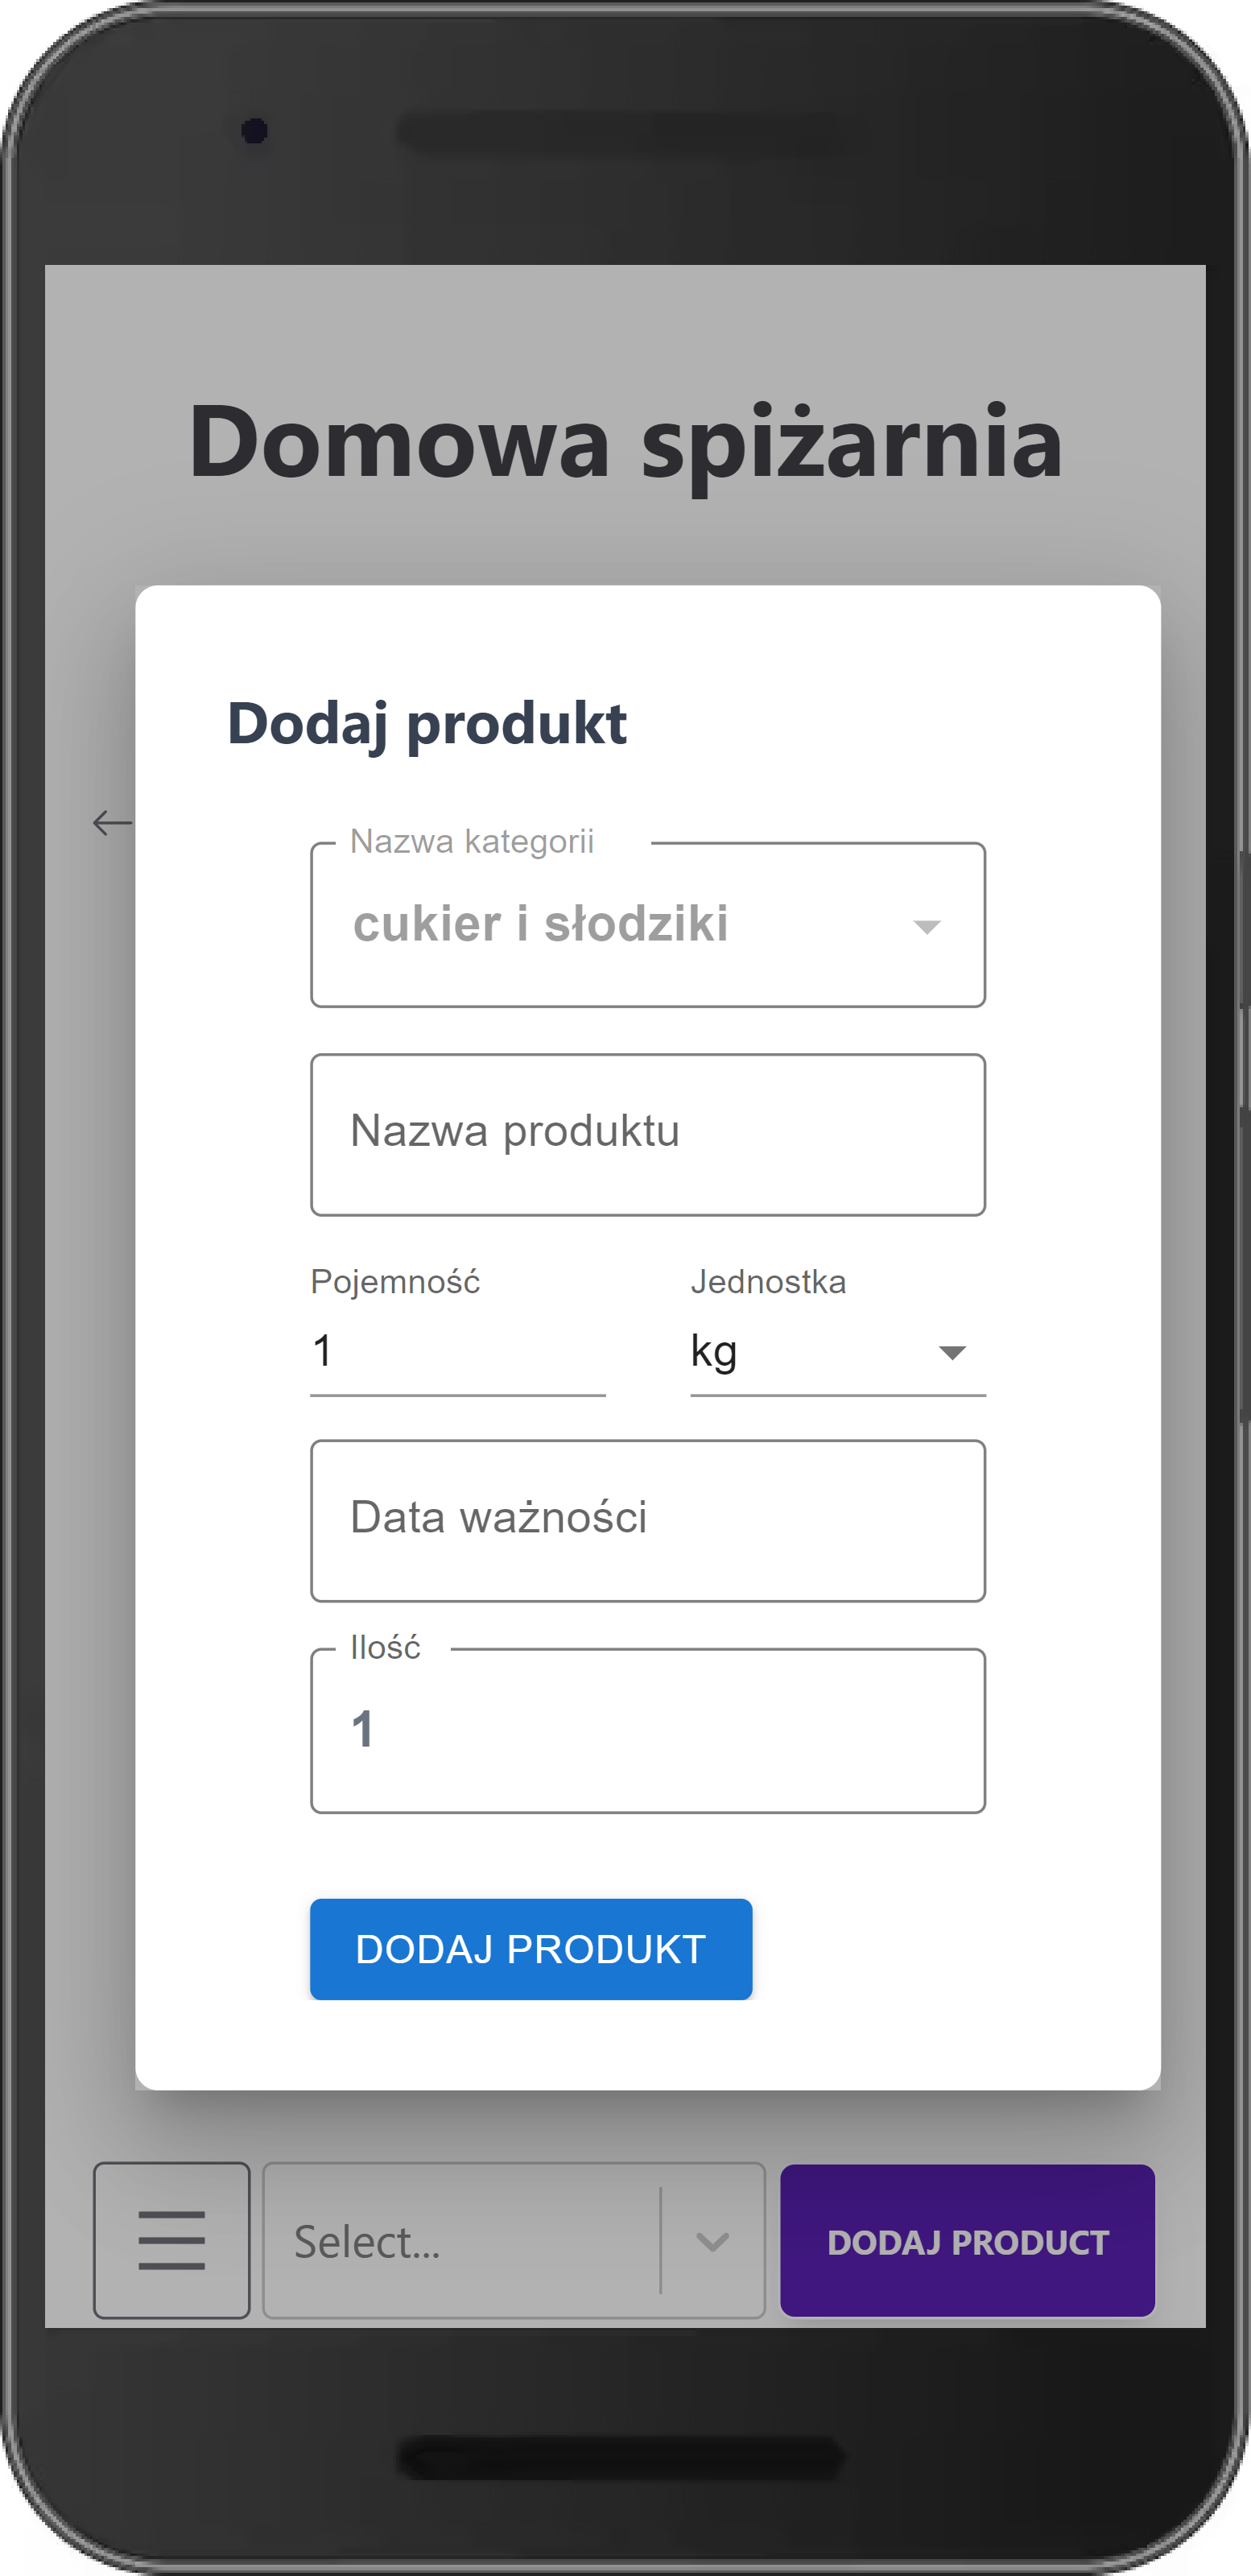 Domowa spiżarnia
Dodaj produkt
Nazwa kategorii
cukier i słodziki
Nazwa produktu
Pojemność Jednostka
1 kg
Data ważności
Ilość
1
DODAJ PRODUKT
Select... DODAJ PRODUCT